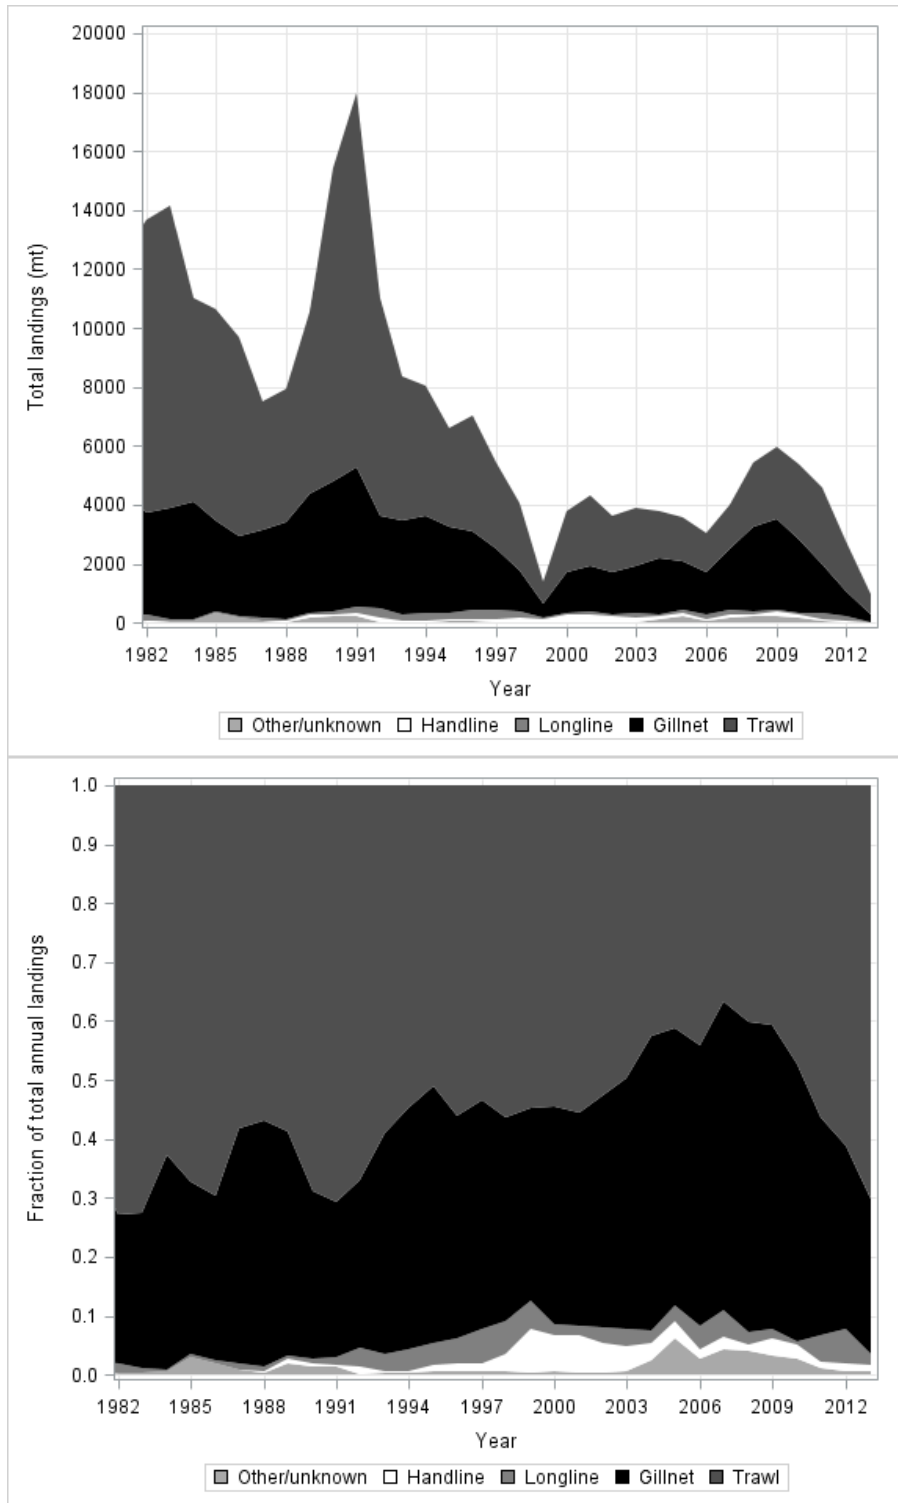 20000
18000
16000
14000
12000
10000
8000
6000
4000
2000
0
Total landings (mt)
1982 1985 1988 1991 1994 1997 2000 2003 2006 2009 2012
Year
Other/unknown Handline Longline Gillnet Trawl
1.0
0.9
0.8
0.7
0.6
0.5
0.4
0.3
0.2
0.1
0.0
Fraction of total annual landings
1982 1985 1988 1991 1994 1997 2000 2003 2006 2009 2012
Year
Other/unknown Handline Longline Gillnet Trawl